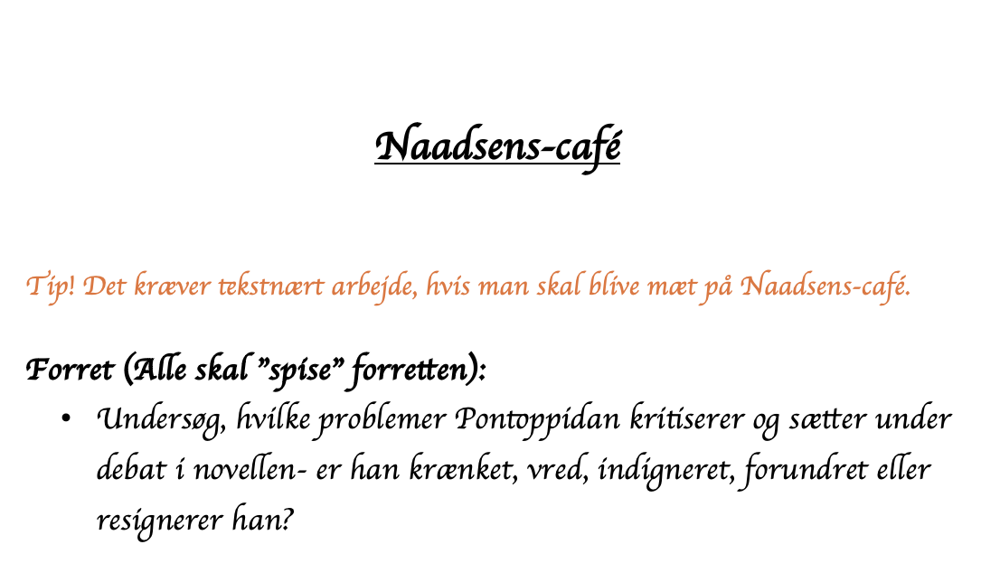 Naadsens-café
Tip! Det kræver tekstnært arbejde, hvis man skal blive mæt på Naadsens-café.
Forret (Alle skal ”spise” forretten):
• Undersøg, hvilke problemer Pontoppidan kritiserer og sætter under
debat i novellen- er han krænket, vred, indigneret, forundret eller
resignerer han?